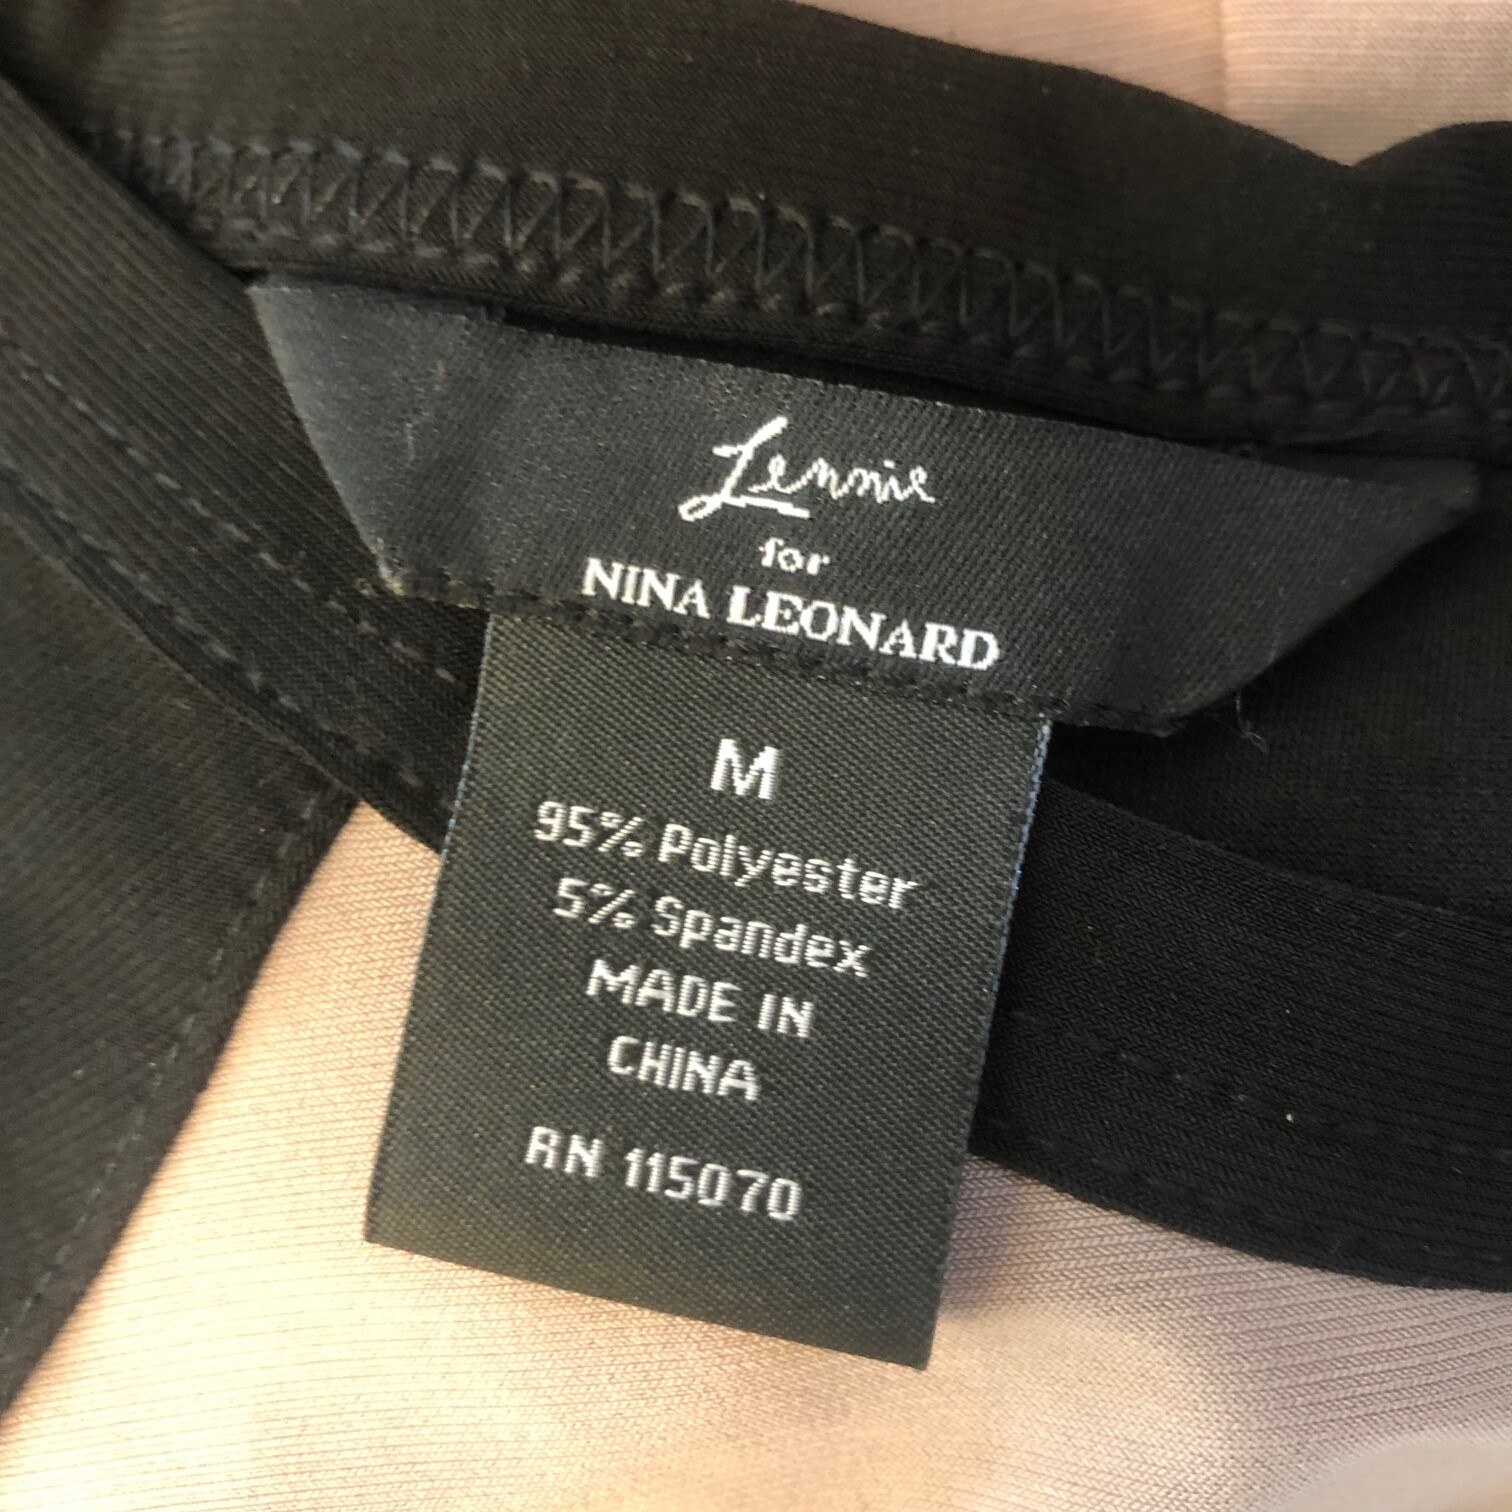 Lennie
for
NINA LEONARD
M
95% Polyester
5% Spandex
MADE IN
CHINA
RN 115070